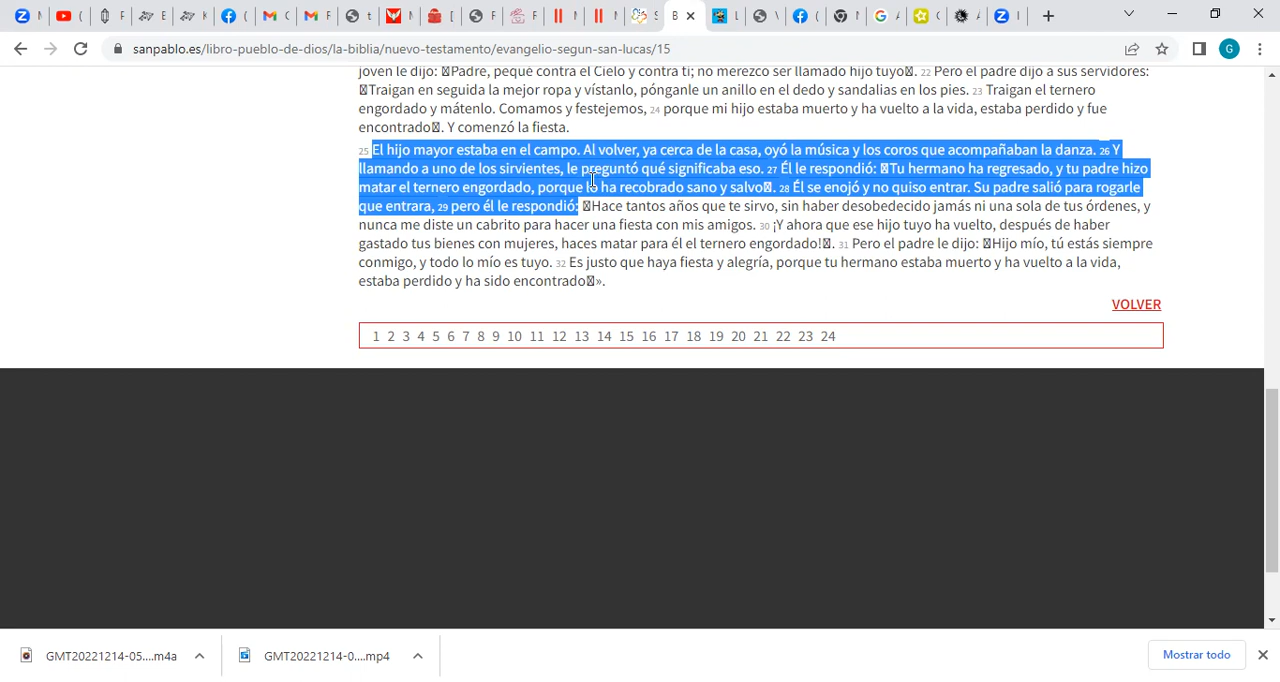 sanpablo.es/libro-pueblo-de-dios/la-biblia/nuevo-testamento/evangelio-segun-san-lucas/15
joven le dijo: Padre, pequé contra el Cielo y contra ti; no merezco ser llamado hijo tuyo. 22 Pero el padre dijo a sus servidores:
Traigan en seguida la mejor ropa y vístanlo, pónganle un anillo en el dedo y sandalias en los pies. 23 Traigan el ternero
engordado y mátenlo. Comamos y festejemos, 24 porque mi hijo estaba muerto y ha vuelto a la vida, estaba perdido y fue
encontrado. Y comenzó la fiesta.
25 El hijo mayor estaba en el campo. Al volver, ya cerca de la casa, oyó la música y los coros que acompañaban la danza. 26 Y
llamando a uno de los sirvientes, le preguntó qué significaba eso. 27 Él le respondió: Tu hermano ha regresado, y tu padre hizo
matar el ternero engordado, porque lo ha recobrado sano y salvo. 28 Él se enojó y no quiso entrar. Su padre salió para rogarle
que entrara, 29 pero él le respondió: Hace tantos años que te sirvo, sin haber desobedecido jamás ni una sola de tus órdenes, y
nunca me diste un cabrito para hacer una fiesta con mis amigos. 30 ¡Y ahora que ese hijo tuyo ha vuelto, después de haber
gastado tus bienes con mujeres, haces matar para él el ternero engordado!. 31 Pero el padre le dijo: Hijo mío, tú estás siempre
conmigo, y todo lo mío es tuyo. 32 Es justo que haya fiesta y alegría, porque tu hermano estaba muerto y ha vuelto a la vida,
estaba perdido y ha sido encontrado».
VOLVER
1 2 3 4 5 6 7 8 9 10 11 12 13 14 15 16 17 18 19 20 21 22 23 24
GMT20221214-05....m4a GMT20221214-0....mp4 Mostrar todo